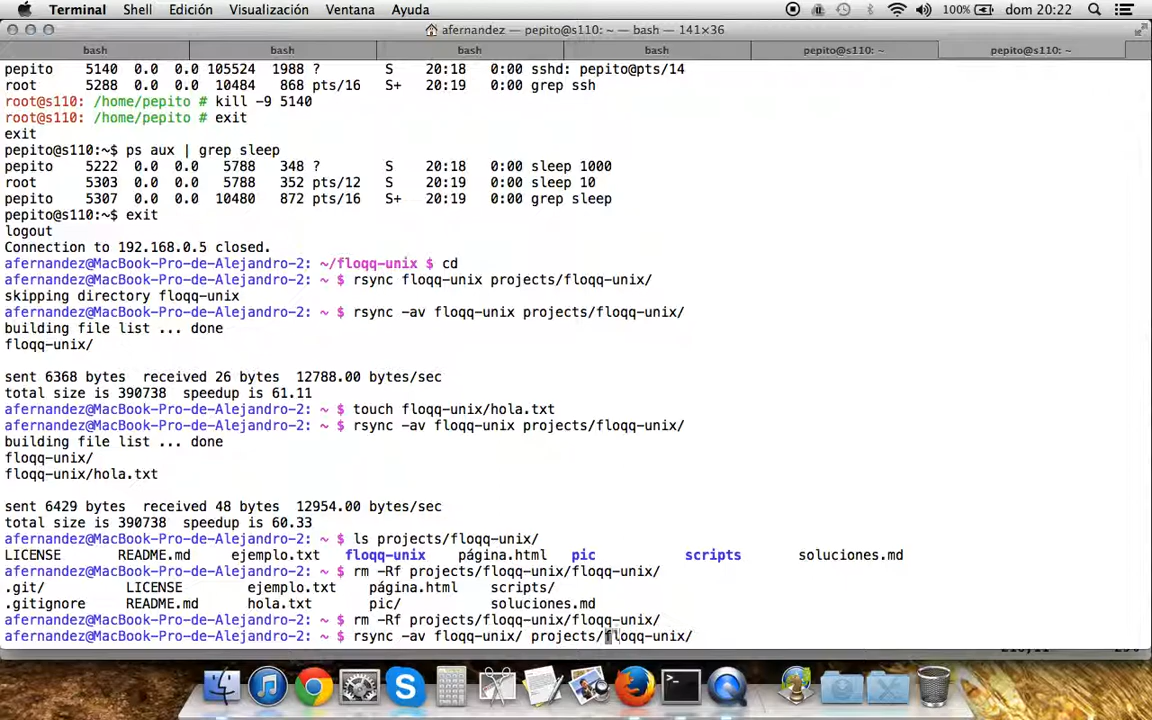 Terminal Shell Edición Visualización Ventana Ayuda 100% dom 20:22
afernandez — pepito@s110: ~ — bash — 141×36
bash bash bash bash pepito@s110: ~ pepito@s110: ~
pepito 5140 0.0 0.0 105524 1988 ? S 20:18 0:00 sshd: pepito@pts/14
root 5288 0.0 0.0 10484 868 pts/16 S+ 20:19 0:00 grep ssh
root@s110: /home/pepito # kill -9 5140
root@s110: /home/pepito # exit
exit
pepito@s110:~$ ps aux | grep sleep
pepito 5222 0.0 0.0 5788 348 ? S 20:18 0:00 sleep 1000
root 5303 0.0 0.0 5788 352 pts/12 S 20:19 0:00 sleep 10
pepito 5307 0.0 0.0 10480 872 pts/16 S+ 20:19 0:00 grep sleep
pepito@s110:~$ exit
logout
Connection to 192.168.0.5 closed.
afernandez@MacBook-Pro-de-Alejandro-2: ~/floqq-unix $ cd
afernandez@MacBook-Pro-de-Alejandro-2: ~ $ rsync floqq-unix projects/floqq-unix/
skipping directory floqq-unix
afernandez@MacBook-Pro-de-Alejandro-2: ~ $ rsync -av floqq-unix projects/floqq-unix/
building file list ... done
floqq-unix/
sent 6368 bytes received 26 bytes 12788.00 bytes/sec
total size is 390738 speedup is 61.11
afernandez@MacBook-Pro-de-Alejandro-2: ~ $ touch floqq-unix/hola.txt
afernandez@MacBook-Pro-de-Alejandro-2: ~ $ rsync -av floqq-unix projects/floqq-unix/
building file list ... done
floqq-unix/
floqq-unix/hola.txt
sent 6429 bytes received 48 bytes 12954.00 bytes/sec
total size is 390738 speedup is 60.33
afernandez@MacBook-Pro-de-Alejandro-2: ~ $ ls projects/floqq-unix/
LICENSE README.md ejemplo.txt floqq-unix página.html pic scripts soluciones.md
afernandez@MacBook-Pro-de-Alejandro-2: ~ $ rm -Rf projects/floqq-unix/floqq-unix/
.git/ LICENSE ejemplo.txt página.html scripts/
.gitignore README.md hola.txt pic/ soluciones.md
afernandez@MacBook-Pro-de-Alejandro-2: ~ $ rm -Rf projects/floqq-unix/floqq-unix/
afernandez@MacBook-Pro-de-Alejandro-2: ~ $ rsync -av floqq-unix/ projects/floqq-unix/